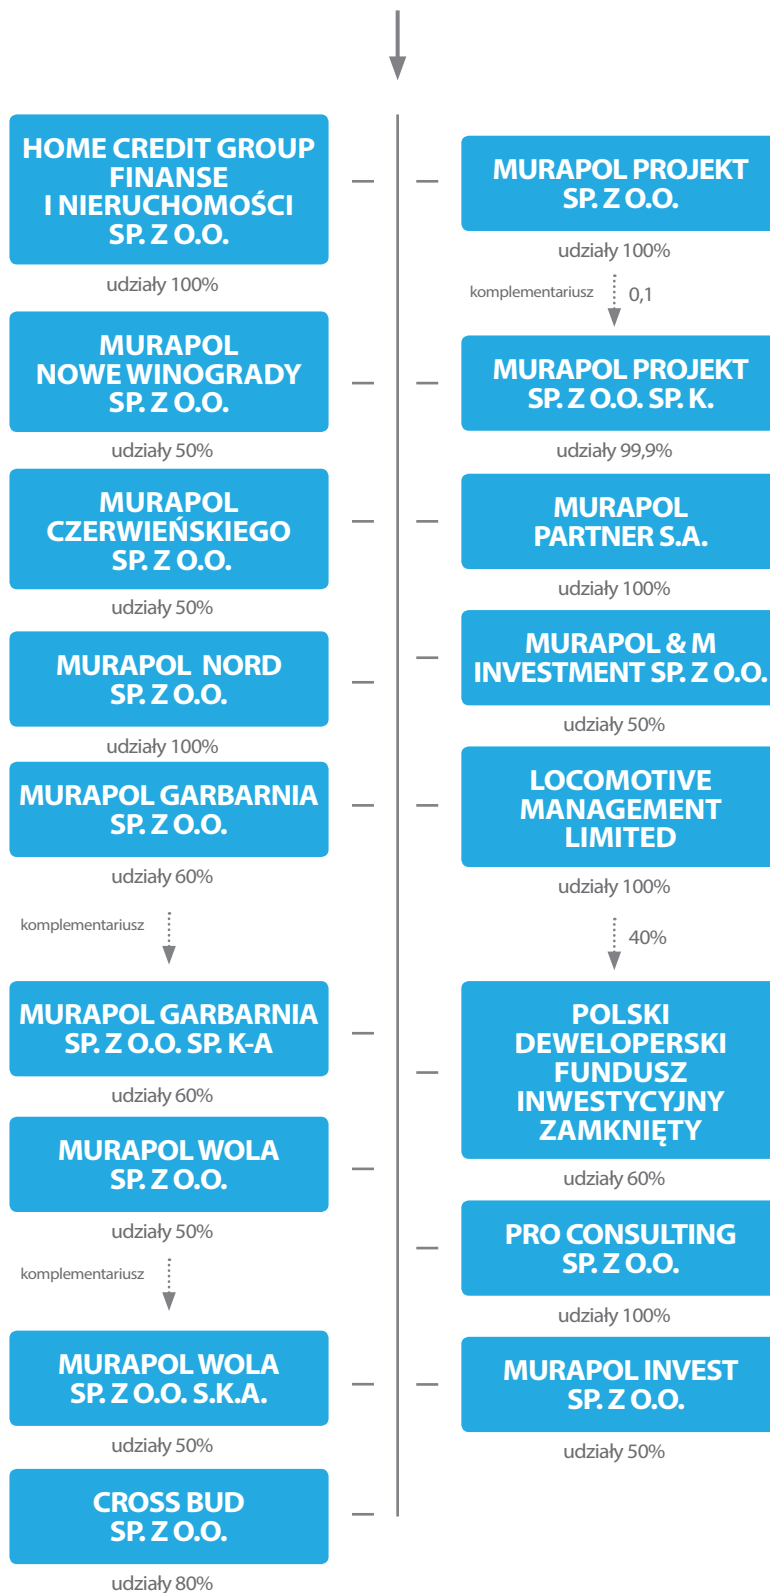 HOME CREDIT GROUP
FINANSE
I NIERUCHOMOŚCI
SP. Z O.O.
udziały 100%
MURAPOL
NOWE WINOGRADY
SP. Z O.O.
udziały 50%
MURAPOL
CZERWIEŃSKIEGO
SP. Z O.O.
udziały 50%
MURAPOL NORD
SP. Z O.O.
udziały 100%
MURAPOL GARBARNIA
SP. Z O.O.
udziały 60%
komplementariusz
MURAPOL GARBARNIA
SP. Z O.O. SP. K-A
udziały 60%
MURAPOL WOLA
SP. Z O.O.
udziały 50%
komplementariusz
MURAPOL WOLA
SP. Z O.O. S.K.A.
udziały 50%
CROSS BUD
SP. Z O.O.
udziały 80%
MURAPOL PROJEKT
SP. Z O.O.
udziały 100%
komplementariusz 0,1
MURAPOL PROJEKT
SP. Z O.O. SP. K.
udziały 99,9%
MURAPOL
PARTNER S.A.
udziały 100%
MURAPOL & M
INVESTMENT SP. Z O.O.
udziały 50%
LOCOMOTIVE
MANAGEMENT
LIMITED
udziały 100%
40%
POLSKI
DEWELOPERSKI
FUNDUSZ
INWESTYCYJNY
ZAMKNIĘTY
udziały 60%
PRO CONSULTING
SP. Z O.O.
udziały 100%
MURAPOL INVEST
SP. Z O.O.
udziały 50%